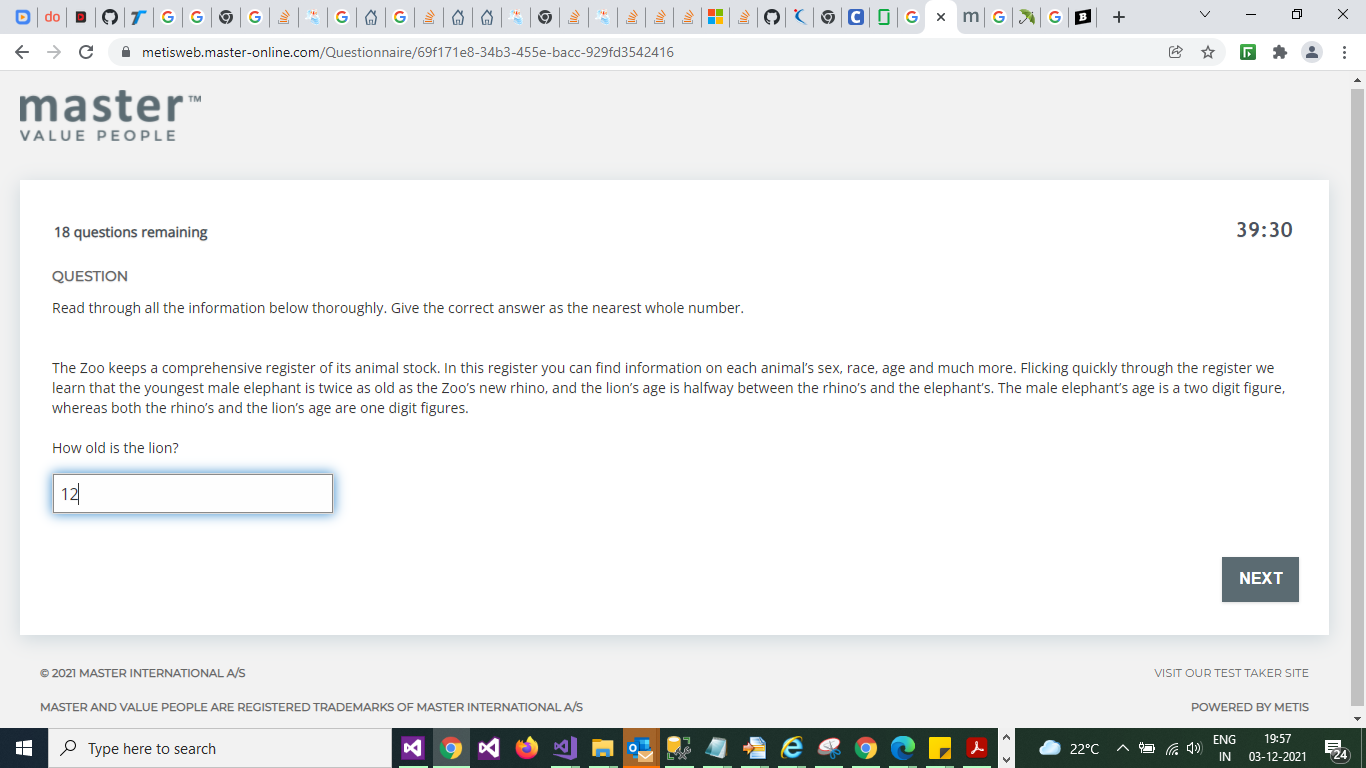 do
metisweb.master-online.com/Questionnaire/69f171e8-34b3-455e-bacc-929fd3542416
master™
VALUE PEOPLE
18 questions remaining
39:30
QUESTION
Read through all the information below thoroughly. Give the correct answer as the nearest whole number.
The Zoo keeps a comprehensive register of its animal stock. In this register you can find information on each animal's sex, race, age and much more. Flicking quickly through the register we
learn that the youngest male elephant is twice as old as the Zoo's new rhino, and the lion's age is halfway between the rhino's and the elephant's. The male elephant's age is a two digit figure,
whereas both the rhino's and the lion's age are one digit figures.
How old is the lion?
12
NEXT
© 2021 MASTER INTERNATIONAL A/S
VISIT OUR TEST TAKER SITE
MASTER AND VALUE PEOPLE ARE REGISTERED TRADEMARKS OF MASTER INTERNATIONAL A/S
POWERED BY METIS
Type here to search
22°C
ENG
IN
19:57
03-12-2021
24